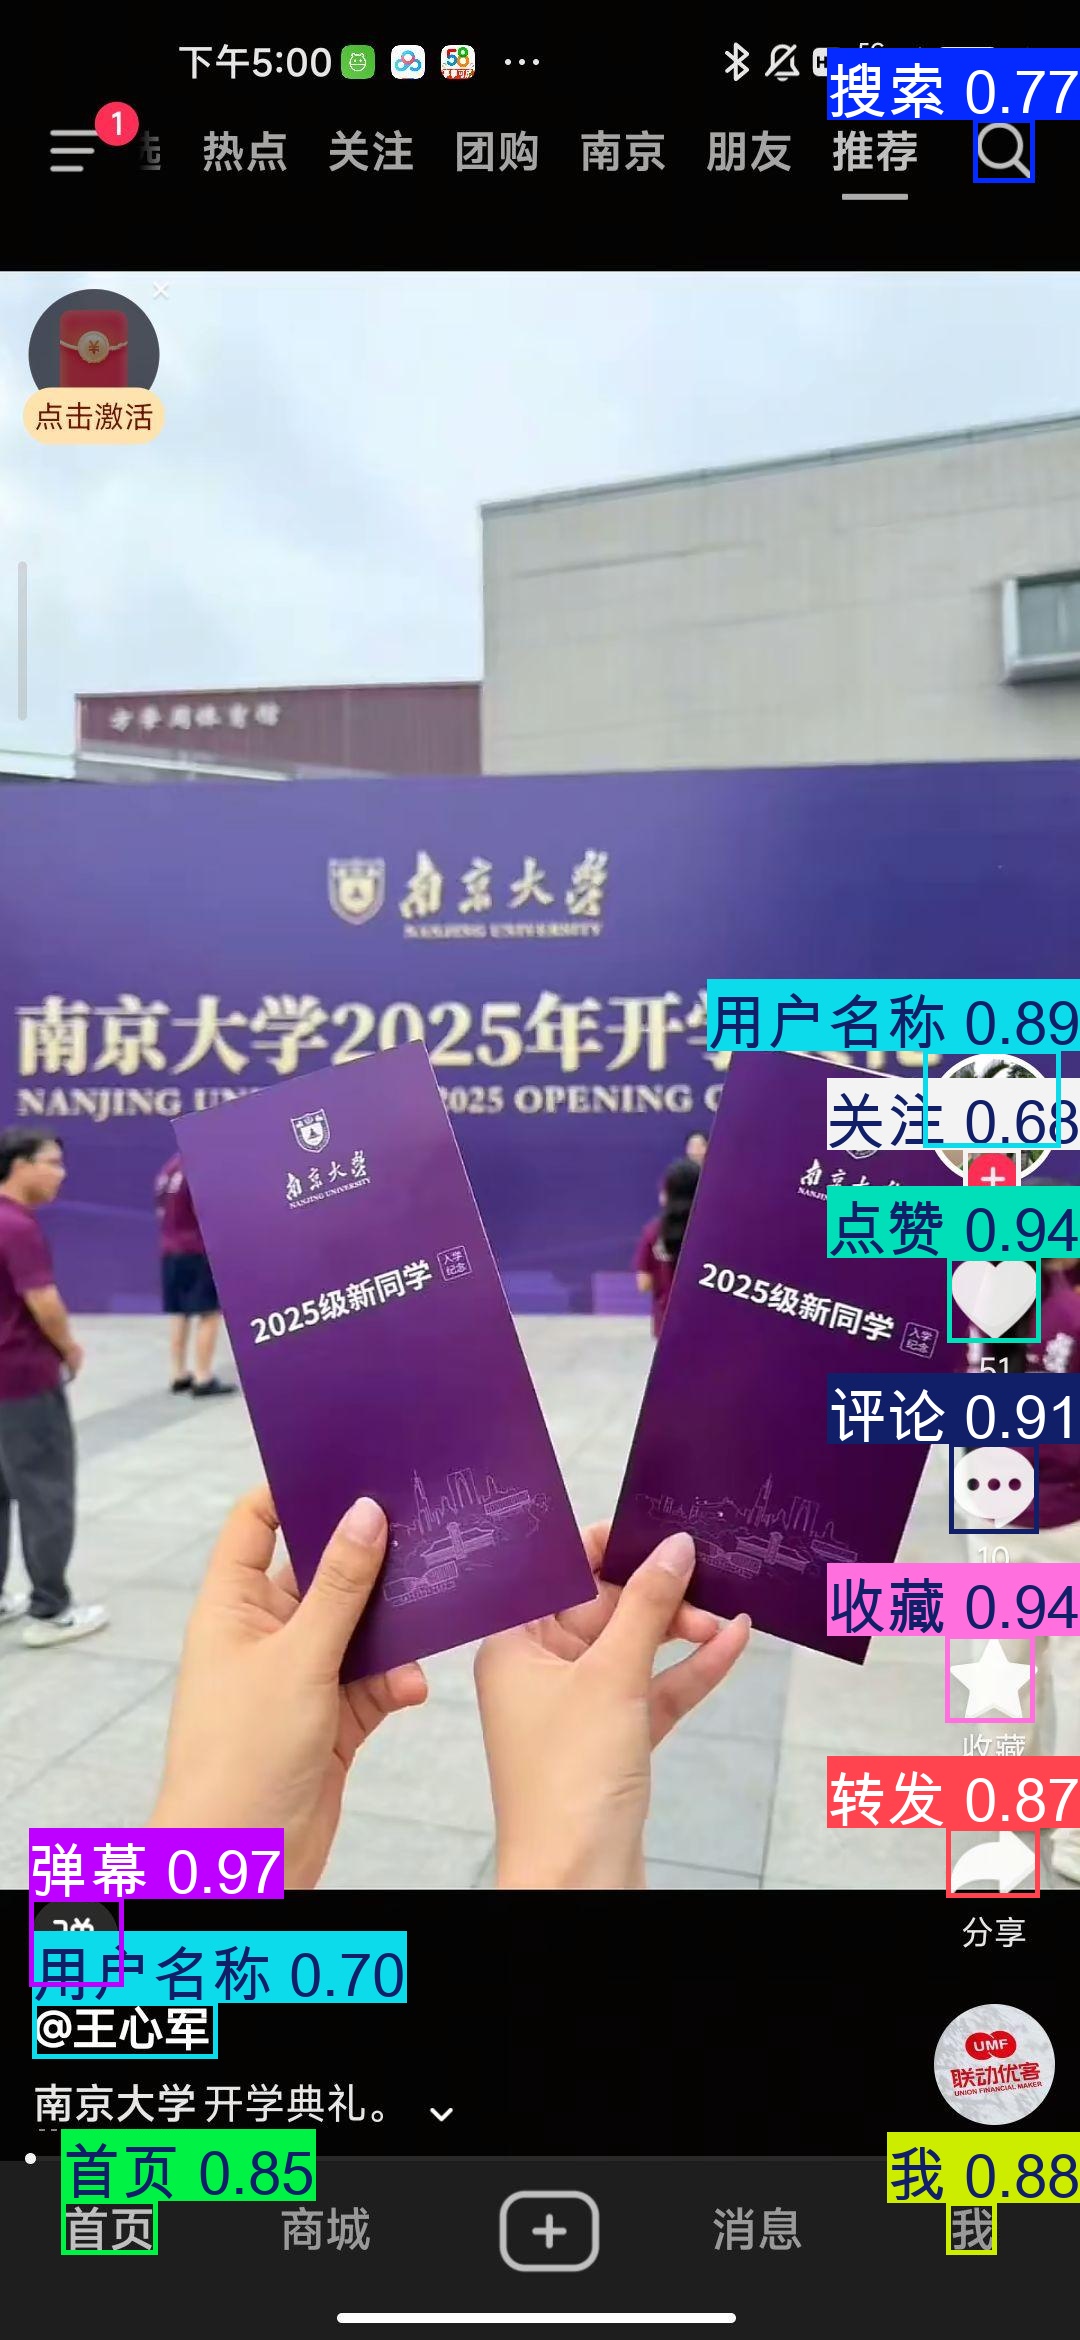 下午5:00
58
...
搜索 0.77
1
热点 关注 团购 南京 朋友 推荐
点击激活
南京大学
NANJING UNIVERSITY
用户名称 0.89
南京大学2025年开学
NANJING UN 2025 OPENING C
关注 0.68
南京大学
NANJING UNIVERSITY
点赞 0.94
2025级新同学
入学纪念
2025级新同学
入学纪念
51
评论 0.91
10
收藏 0.94
收藏
转发 0.87
弹幕 0.97
分享
用户名称 0.70
@王心军
UMF
联动优客
UNION FINANCIAL MAKER
南京大学 开学典礼。
首页 0.85
我 0.88
首页 商城 消息 我